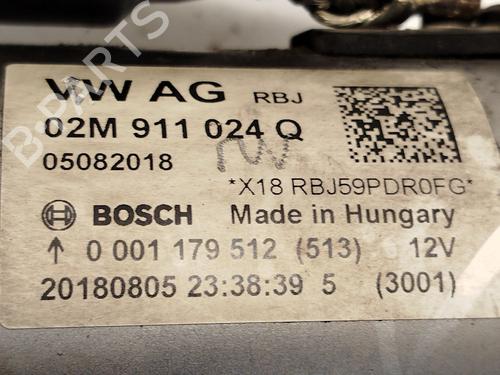 VW AG RBJ
02M 911 024 Q
05082018
*X18 RBJ59PDR0FG*
BOSCH Made in Hungary
↑ 0 001 179 512 (513) 12V
20180805 23:38:39 5 (3001)
B-PARTS